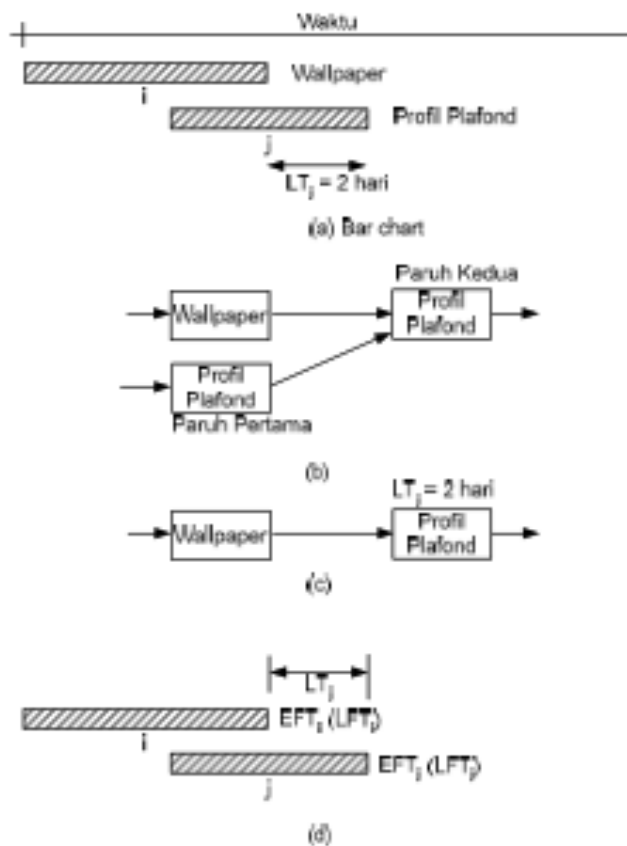 Waktu
Wallpaper
i
Profil Plafond
j
LTj = 2 hari
(a) Bar chart
Paruh Kedua
Wallpaper
Profil
Plafond
Profil
Plafond
Paruh Pertama
(b)
LTj = 2 hari
Wallpaper
Profil
Plafond
(c)
LTj
EFTi (LFTi)
i
EFTj (LFTj)
j
(d)